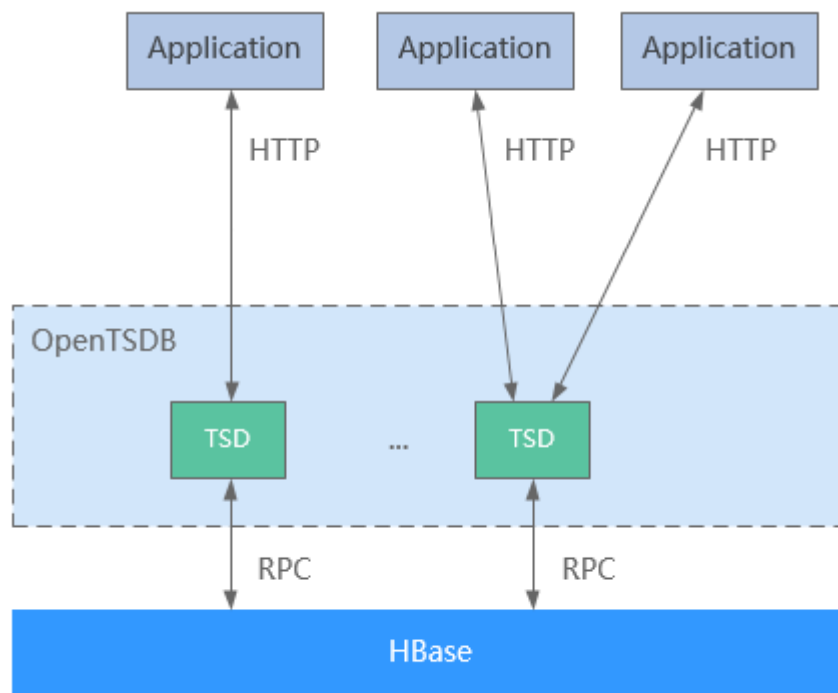 Application
Application
Application
HTTP
HTTP
HTTP
OpenTSDB
TSD
...
TSD
RPC
RPC
HBase